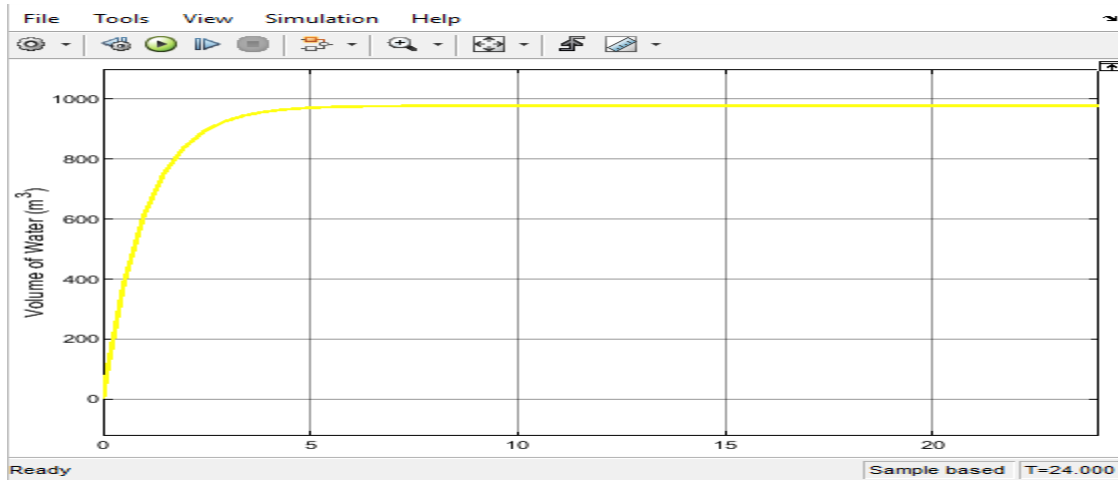 File Tools View Simulation Help
1000
800
600
400
200
0
Volume of Water (m³)
0 5 10 15 20
Ready Sample based T=24.000